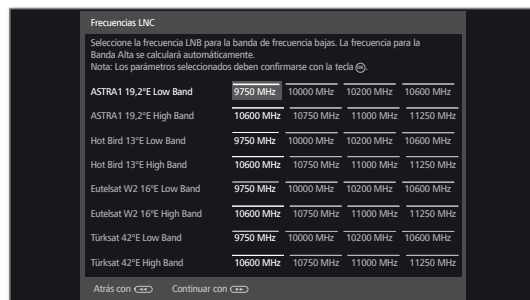 Frecuencias LNC
Seleccione la frecuencia LNB para la banda de frecuencia bajas. La frecuencia para la
Banda Alta se calculará automáticamente.
Nota: Los parámetros seleccionados deben confirmarse con la tecla OK.
ASTRA1 19,2°E Low Band 9750 MHz 10000 MHz 10200 MHz 10600 MHz
ASTRA1 19,2°E High Band 10600 MHz 10750 MHz 11000 MHz 11250 MHz
Hot Bird 13°E Low Band 9750 MHz 10000 MHz 10200 MHz 10600 MHz
Hot Bird 13°E High Band 10600 MHz 10750 MHz 11000 MHz 11250 MHz
Eutelsat W2 16°E Low Band 9750 MHz 10000 MHz 10200 MHz 10600 MHz
Eutelsat W2 16°E High Band 10600 MHz 10750 MHz 11000 MHz 11250 MHz
Türksat 42°E Low Band 9750 MHz 10000 MHz 10200 MHz 10600 MHz
Türksat 42°E High Band 10600 MHz 10750 MHz 11000 MHz 11250 MHz
Atrás con Continuar con